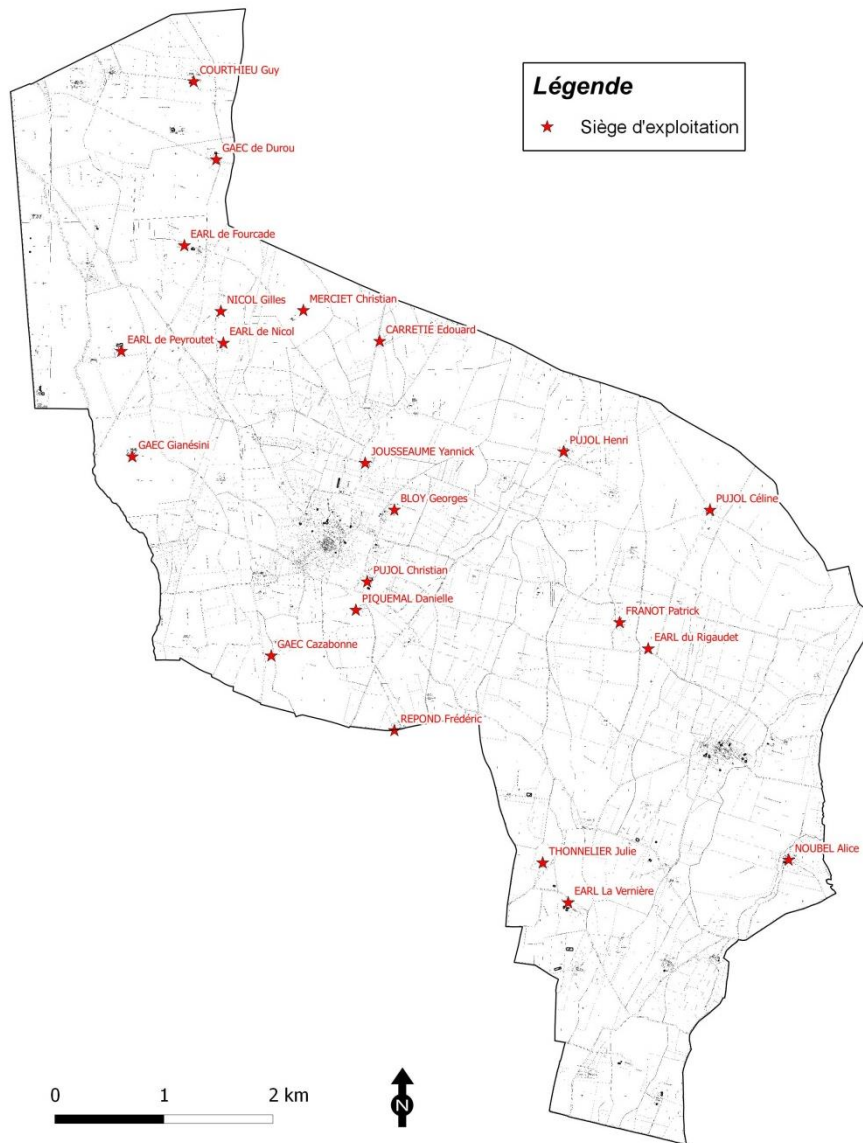 COURTHIEU Guy
Légende
Siège d'exploitation
GAEC de Durou
EARL de Fourcade
NICOL Gilles
MERCIET Christian
EARL de Nicol
CARRETIÉ Edouard
EARL de Peyroutet
GAEC Gianésini
JOUSSEAUME Yannick
PUJOL Henri
BLOY Georges
PUJOL Céline
PUJOL Christian
PIQUEMAL Danielle
FRANOT Patrick
EARL du Rigaudet
GAEC Cazabonne
REPOND Frédéric
THONNELIER Julie
NOUBEL Alice
EARL La Vernière
0 1 2 km
N